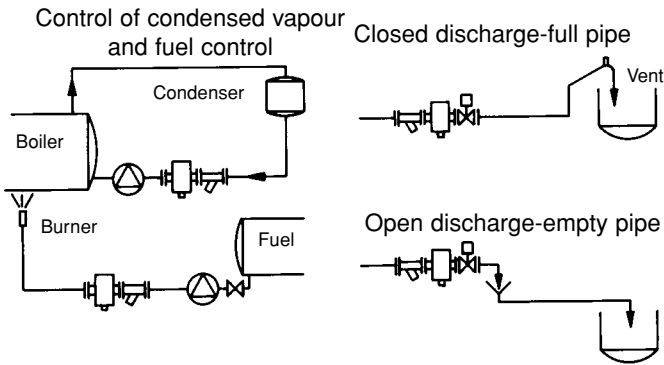 Control of condensed vapour
and fuel control
Condenser
Boiler
Burner
Fuel
Closed discharge-full pipe
Vent
Open discharge-empty pipe